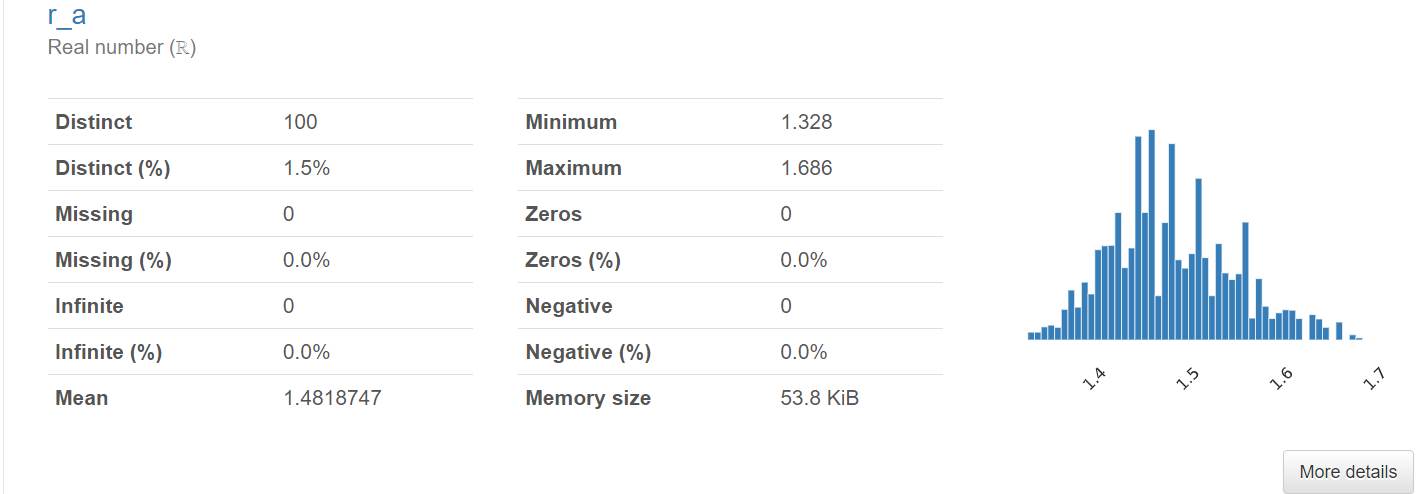 r_a
Real number (ℝ)
Distinct 100
Distinct (%) 1.5%
Missing 0
Missing (%) 0.0%
Infinite 0
Infinite (%) 0.0%
Mean 1.4818747
Minimum 1.328
Maximum 1.686
Zeros 0
Zeros (%) 0.0%
Negative 0
Negative (%) 0.0%
Memory size 53.8 KiB
1.4 1.5 1.6 1.7
More details